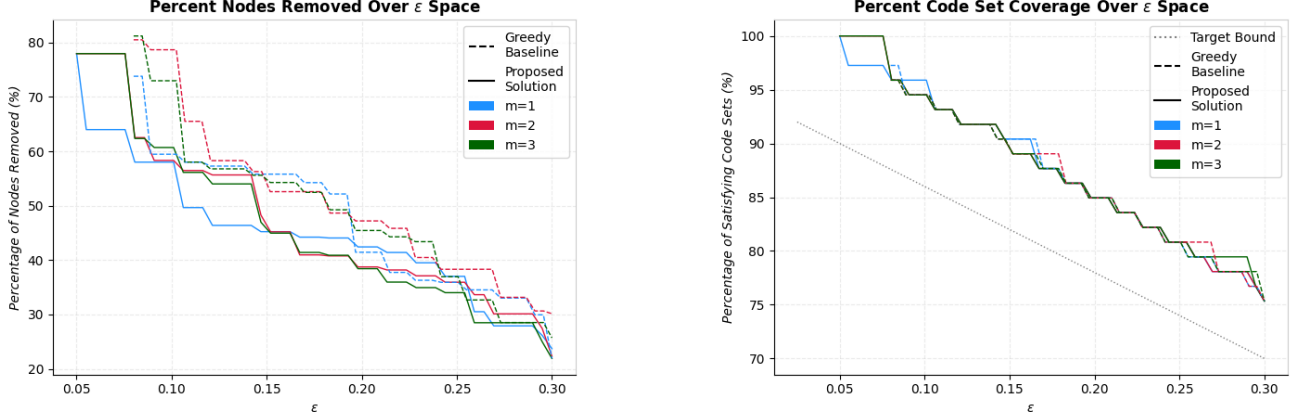 Percent Nodes Removed Over ε Space
Percentage of Nodes Removed (%)
80
70
60
50
40
30
20
0.05 0.10 0.15 0.20 0.25 0.30
ε
Greedy
Baseline
Proposed
Solution
m=1
m=2
m=3
Percent Code Set Coverage Over ε Space
Percentage of Satisfying Code Sets (%)
100
95
90
85
80
75
70
0.05 0.10 0.15 0.20 0.25 0.30
ε
Target Bound
Greedy
Baseline
Proposed
Solution
m=1
m=2
m=3